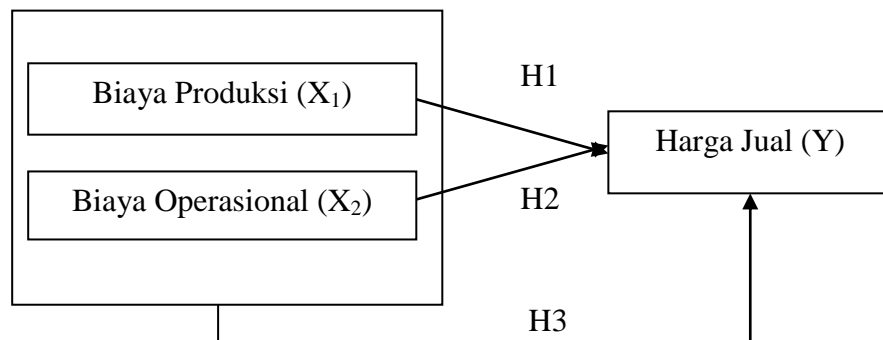 H1
Biaya Produksi (X₁)
Harga Jual (Y)
Biaya Operasional (X₂)
H2
H3